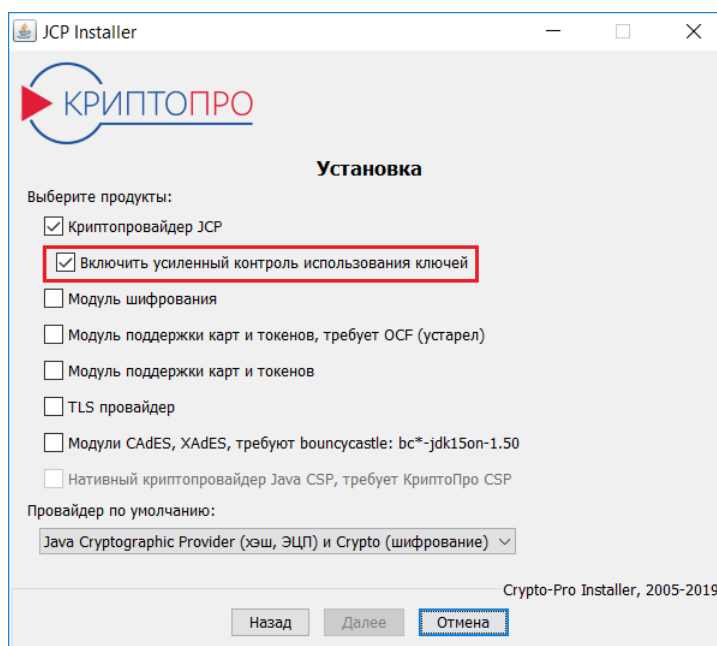 JCP Installer
КРИПТОПРО
Установка
Выберите продукты:
Криптопровайдер JCP
Включить усиленный контроль использования ключей
Модуль шифрования
Модуль поддержки карт и токенов, требует OCF (устарел)
Модуль поддержки карт и токенов
TLS провайдер
Модули CAdES, XAdES, требуют bouncycastle: bc*-jdk15on-1.50
Нативный криптопровайдер Java CSP, требует КриптоПро CSP
Провайдер по умолчанию:
Java Cryptographic Provider (хэш, ЭЦП) и Crypto (шифрование)
Crypto-Pro Installer, 2005-2019
Назад Далее Отмена